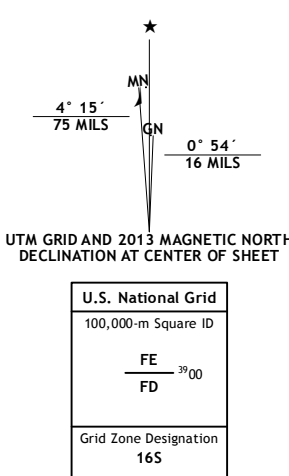 ★
MN
4° 15´
75 MILS
GN
0° 54´
16 MILS
UTM GRID AND 2013 MAGNETIC NORTH
DECLINATION AT CENTER OF SHEET
U.S. National Grid
100,000-m Square ID
FE
3900
FD
Grid Zone Designation
16S